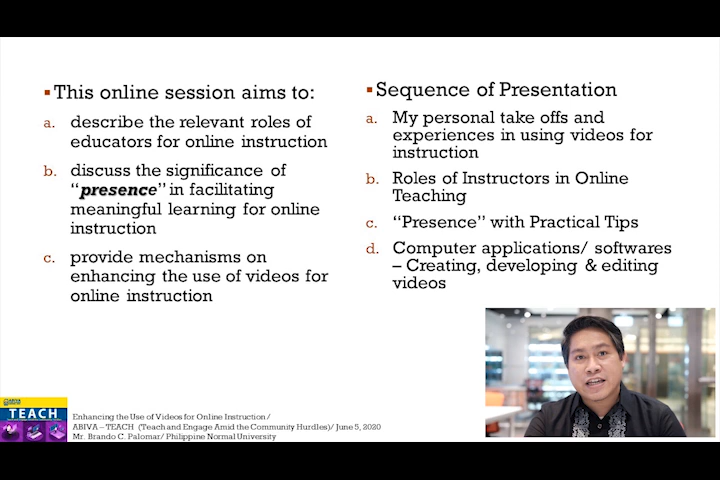 This online session aims to:
a. describe the relevant roles of
educators for online instruction
b. discuss the significance of
“presence” in facilitating
meaningful learning for online
instruction
c. provide mechanisms on
enhancing the use of videos for
online instruction
Sequence of Presentation
a. My personal take offs and
experiences in using videos for
instruction
b. Roles of Instructors in Online
Teaching
c. “Presence” with Practical Tips
d. Computer applications/ softwares
– Creating, developing & editing
videos
TEACH
Enhancing the Use of Videos for Online Instruction/
ABIVA – TEACH (Teach and Engage Amid the Community Hurdles)/ June 5, 2020
Mr. Brando C. Palomar/ Philippine Normal University